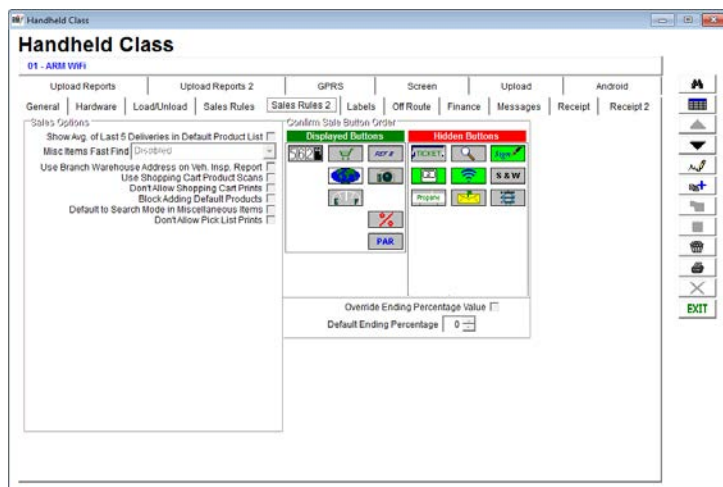 Handheld Class
Handheld Class
01 - ARM WiFi
Upload Reports Upload Reports 2 GPRS Screen Upload Android
General Hardware Load/Unload Sales Rules Sales Rules 2 Labels Off Route Finance Messages Receipt Receipt 2
Sales Options
Show Avg. of Last 5 Deliveries in Default Product List
Misc Items Fast Find Disabled
Use Branch Warehouse Address on Veh. Insp. Report
Use Shopping Cart Product Scans
Don't Allow Shopping Cart Prints
Block Adding Default Products
Default to Search Mode in Miscellaneous Items
Don't Allow Pick List Prints
Confirm Sale Button Order
Displayed Buttons Hidden Buttons
562 REF # TICKET Sign
S & W
Propane
%
PAR
Override Ending Percentage Value
Default Ending Percentage 0
EXIT